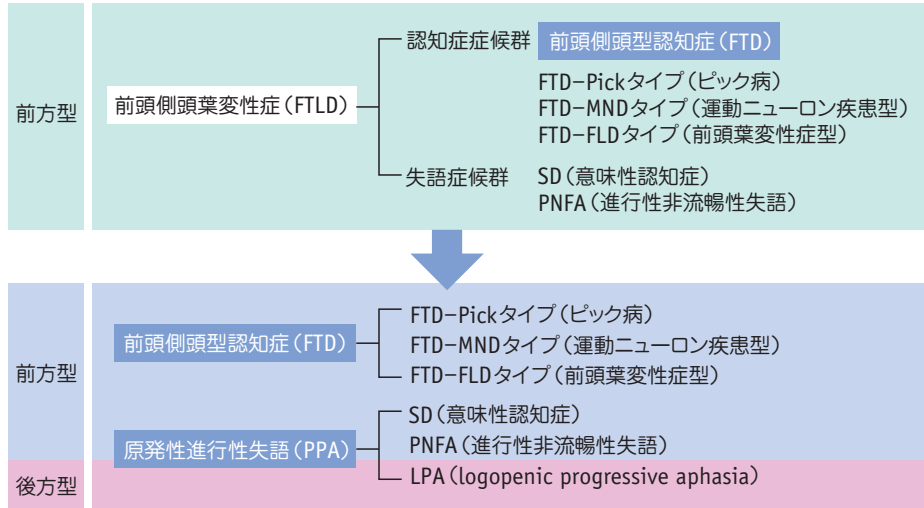 前方型
前頭側頭葉変性症（FTLD）
認知症症候群
前頭側頭型認知症（FTD）
FTD−Pickタイプ（ピック病）
FTD−MNDタイプ（運動ニューロン疾患型）
FTD−FLDタイプ（前頭葉変性症型）
失語症候群
SD（意味性認知症）
PNFA（進行性非流暢性失語）
前方型
前頭側頭型認知症（FTD）
FTD−Pickタイプ（ピック病）
FTD−MNDタイプ（運動ニューロン疾患型）
FTD−FLDタイプ（前頭葉変性症型）
原発性進行性失語（PPA）
SD（意味性認知症）
PNFA（進行性非流暢性失語）
後方型
LPA（logopenic progressive aphasia）